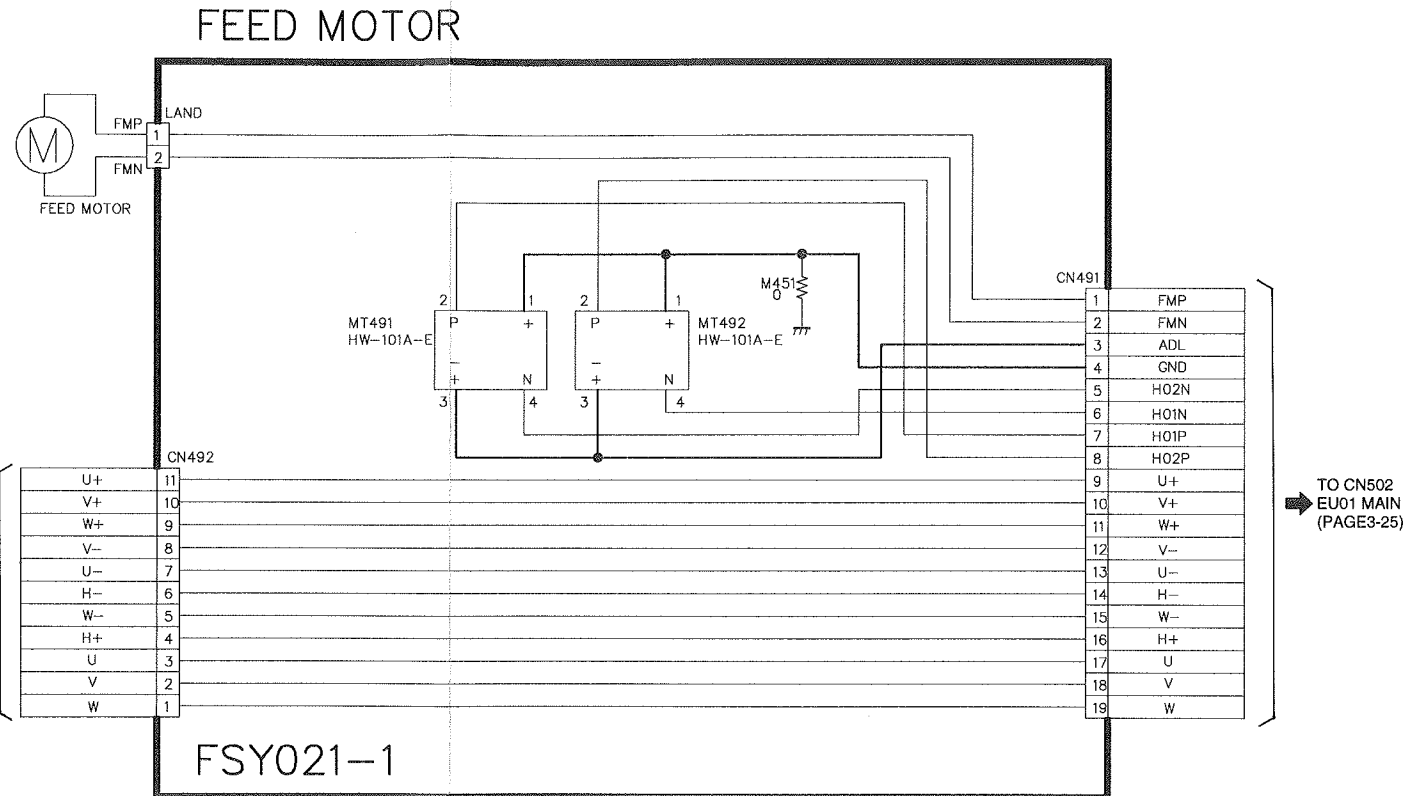 FEED MOTOR
LAND
FMP 1
M
2
FMN
FEED MOTOR
CN491
M451
0
2 1 2 1
P + P +
MT491
HW-101A-E
MT492
HW-101A-E
− −
+ N + N
3 4 3 4
1 FMP
2 FMN
3 ADL
4 GND
5 H02N
6 H01N
7 H01P
8 H02P
9 U+
10 V+
11 W+
12 V−
13 U−
14 H−
15 W−
16 H+
17 U
18 V
19 W
TO CN502
EU01 MAIN
(PAGE3-25)
CN492
U+ 11
V+ 10
W+ 9
V− 8
U− 7
H− 6
W− 5
H+ 4
U 3
V 2
W 1
FSY021-1